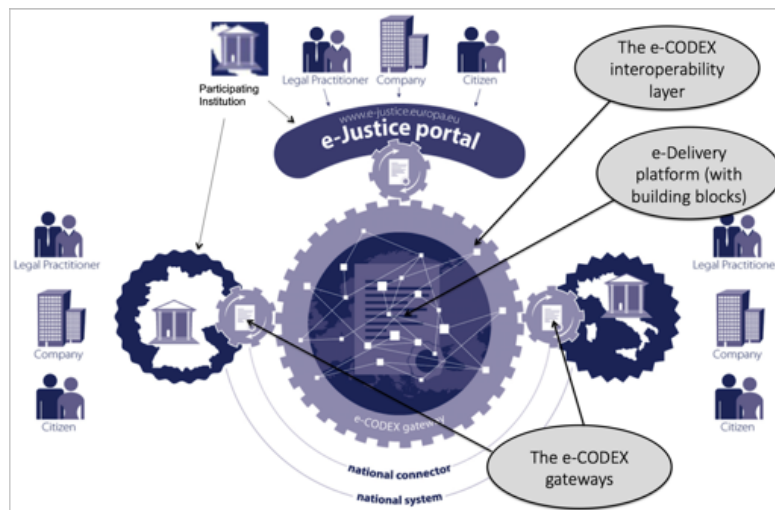 Participating
Institution
Legal Practitioner
Company
Citizen
www.e-justice.europa.eu
e-Justice portal
The e-CODEX
interoperability
layer
e-Delivery
platform (with
building blocks)
Legal Practitioner
Company
Citizen
Legal Practitioner
Company
Citizen
e-CODEX gateway
national connector
national system
The e-CODEX
gateways